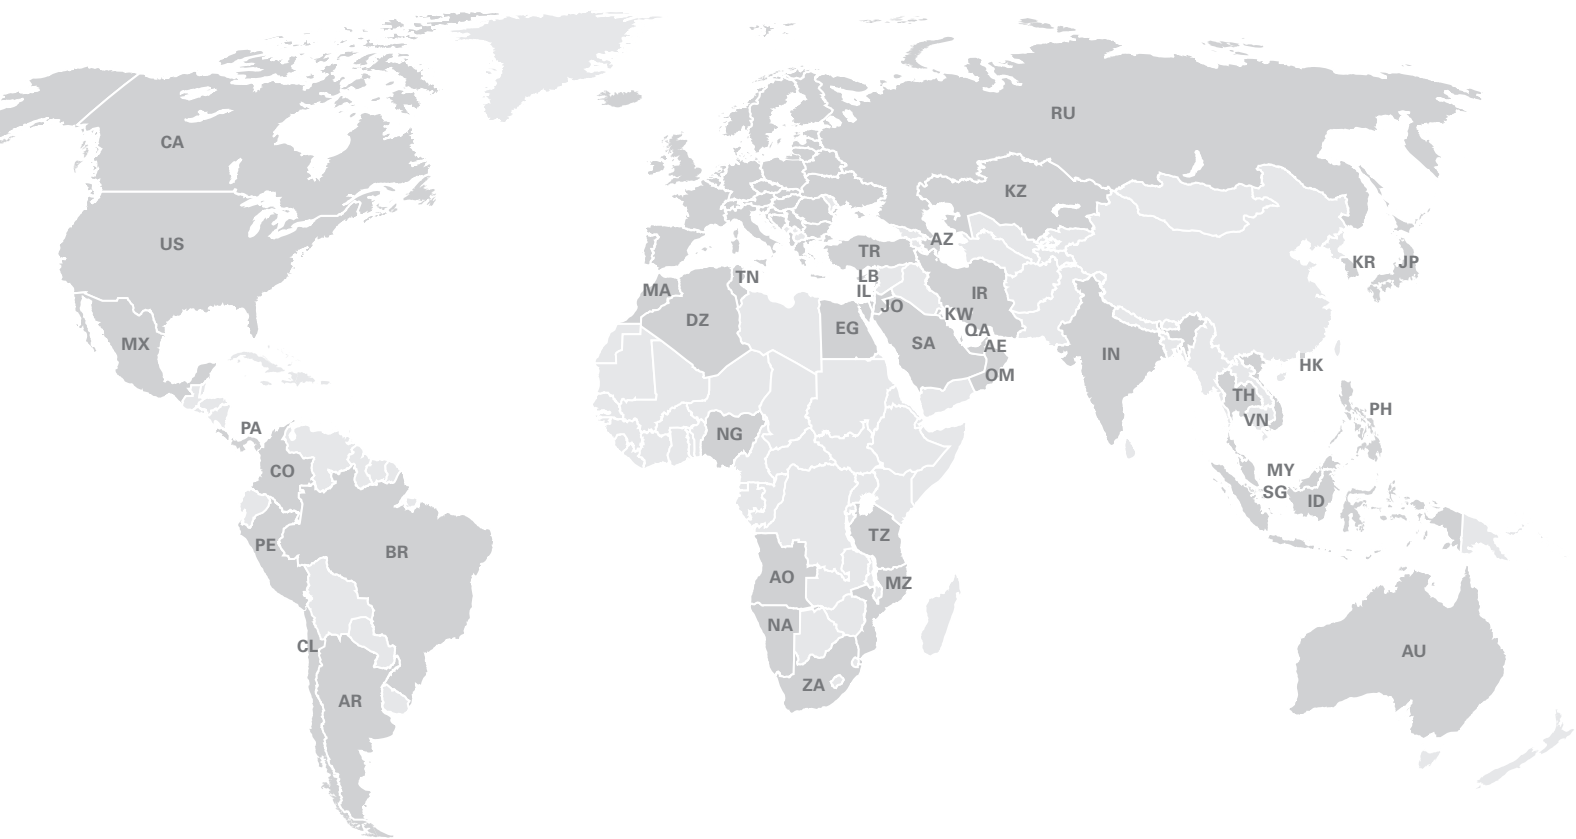 RU
CA
KZ
US
AZ
TR
KR
JP
LB
TN
IL
MA
IR
JO
KW
DZ
EG
QA
SA
MX
AE
IN
HK
OM
TH
PH
VN
PA
NG
CO
MY
SG
ID
TZ
PE
BR
AO
MZ
NA
CL
AU
ZA
AR